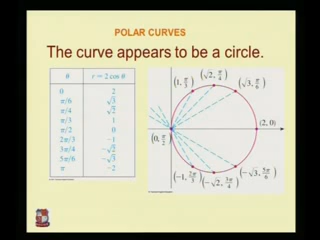 POLAR CURVES
The curve appears to be a circle.
θ r = 2 cos θ
0 2
π/6 √3
π/4 √2
π/3 1
π/2 0
2π/3 −1
3π/4 −√2
5π/6 −√3
π −2
(1, π/3)
(√2, π/4)
(√3, π/6)
(2, 0)
(0, π/2)
(−1, 2π/3)
(−√2, 3π/4)
(−√3, 5π/6)